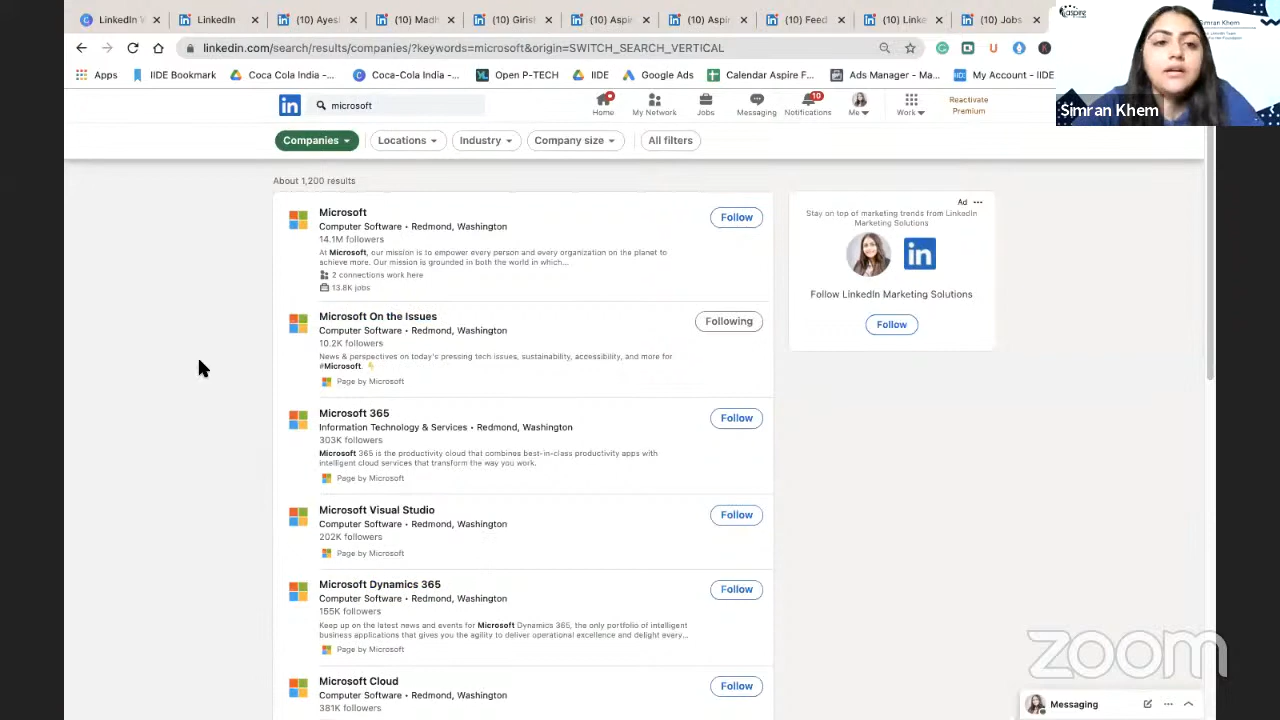 LinkedIn
LinkedIn
(10) Ayesl
(10) Madh
(10) Girish
(10) Aspi
(10) Aspi
(10) Feed
(10) Linke
(10) Jobs
linkedin.com/search/results/companies/?keywords=microsoft&origin=SWITCH_SEARCH_VERTICAL
Apps
IIDE Bookmark
Coca Cola India -...
Coca-Cola India -...
Open P-TECH
IIDE
Google Ads
Calendar Aspire F...
Ads Manager - Ma...
My Account - IIDE
aspire
Simran Khem
Simran Khem
in
microsoft
Home
My Network
Jobs
Messaging
10
Notifications
Me
Work
Reactivate
Premium
Companies
Locations
Industry
Company size
All filters
About 1,200 results
Microsoft
Computer Software • Redmond, Washington
14.1M followers
At Microsoft, our mission is to empower every person and every organization on the planet to
achieve more. Our mission is grounded in both the world in which...
2 connections work here
13.8K jobs
Follow
Microsoft On the Issues
Computer Software • Redmond, Washington
10.2K followers
News & perspectives on today's pressing tech issues, sustainability, accessibility, and more for
#Microsoft. 👇
Page by Microsoft
Following
Microsoft 365
Information Technology & Services • Redmond, Washington
303K followers
Microsoft 365 is the productivity cloud that combines best-in-class productivity apps with
intelligent cloud services that transform the way you work.
Page by Microsoft
Follow
Microsoft Visual Studio
Computer Software • Redmond, Washington
202K followers
Page by Microsoft
Follow
Microsoft Dynamics 365
Computer Software • Redmond, Washington
155K followers
Keep up on the latest news and events for Microsoft Dynamics 365, the only portfolio of intelligent
business applications that gives you the agility to deliver operational excellence and delight every...
Page by Microsoft
Follow
Microsoft Cloud
Computer Software • Redmond, Washington
381K followers
Follow
Ad
Stay on top of marketing trends from LinkedIn
Marketing Solutions
in
Follow LinkedIn Marketing Solutions
Follow
zoom
Messaging